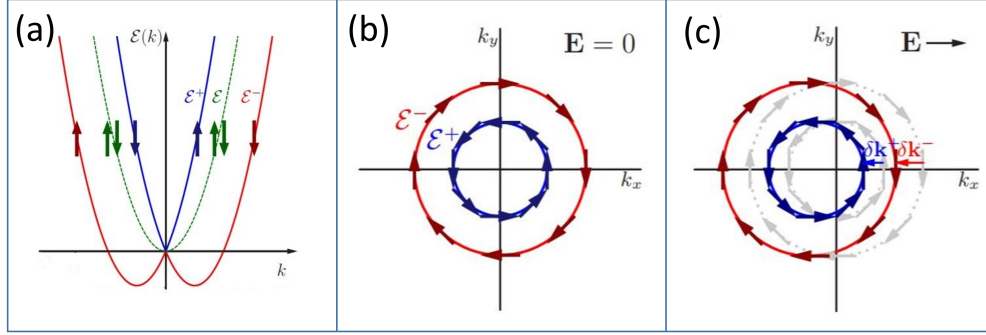 (a)
ℰ(k)
ℰ⁺ ℰ ℰ⁻
k
(b)
k_y
E = 0
ℰ⁻
ℰ⁺
k_x
(c)
k_y
E
δk⁺ δk⁻
k_x